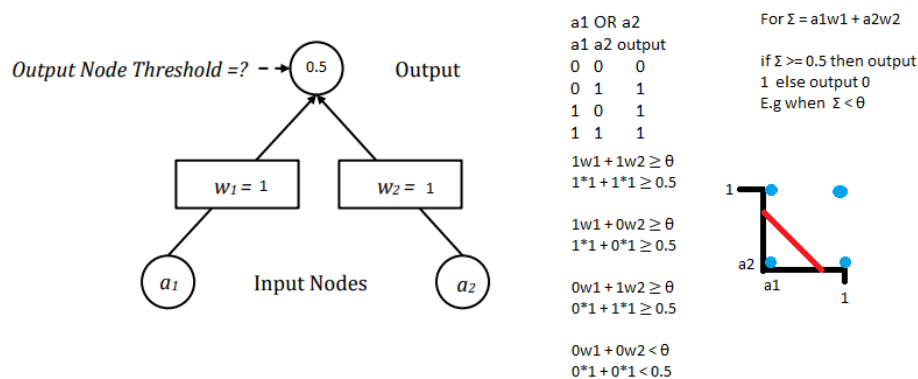 Output Node Threshold =?
0.5
Output
w1 = 1
w2 = 1
a1
Input Nodes
a2
a1 OR a2
a1 a2 output
0 0 0
0 1 1
1 0 1
1 1 1
1w1 + 1w2 ≥ θ
1*1 + 1*1 ≥ 0.5
1w1 + 0w2 ≥ θ
1*1 + 0*1 ≥ 0.5
0w1 + 1w2 ≥ θ
0*1 + 1*1 ≥ 0.5
0w1 + 0w2 < θ
0*1 + 0*1 < 0.5
For Σ = a1w1 + a2w2
if Σ >= 0.5 then output
1 else output 0
E.g when Σ < θ
1
a2
a1
1